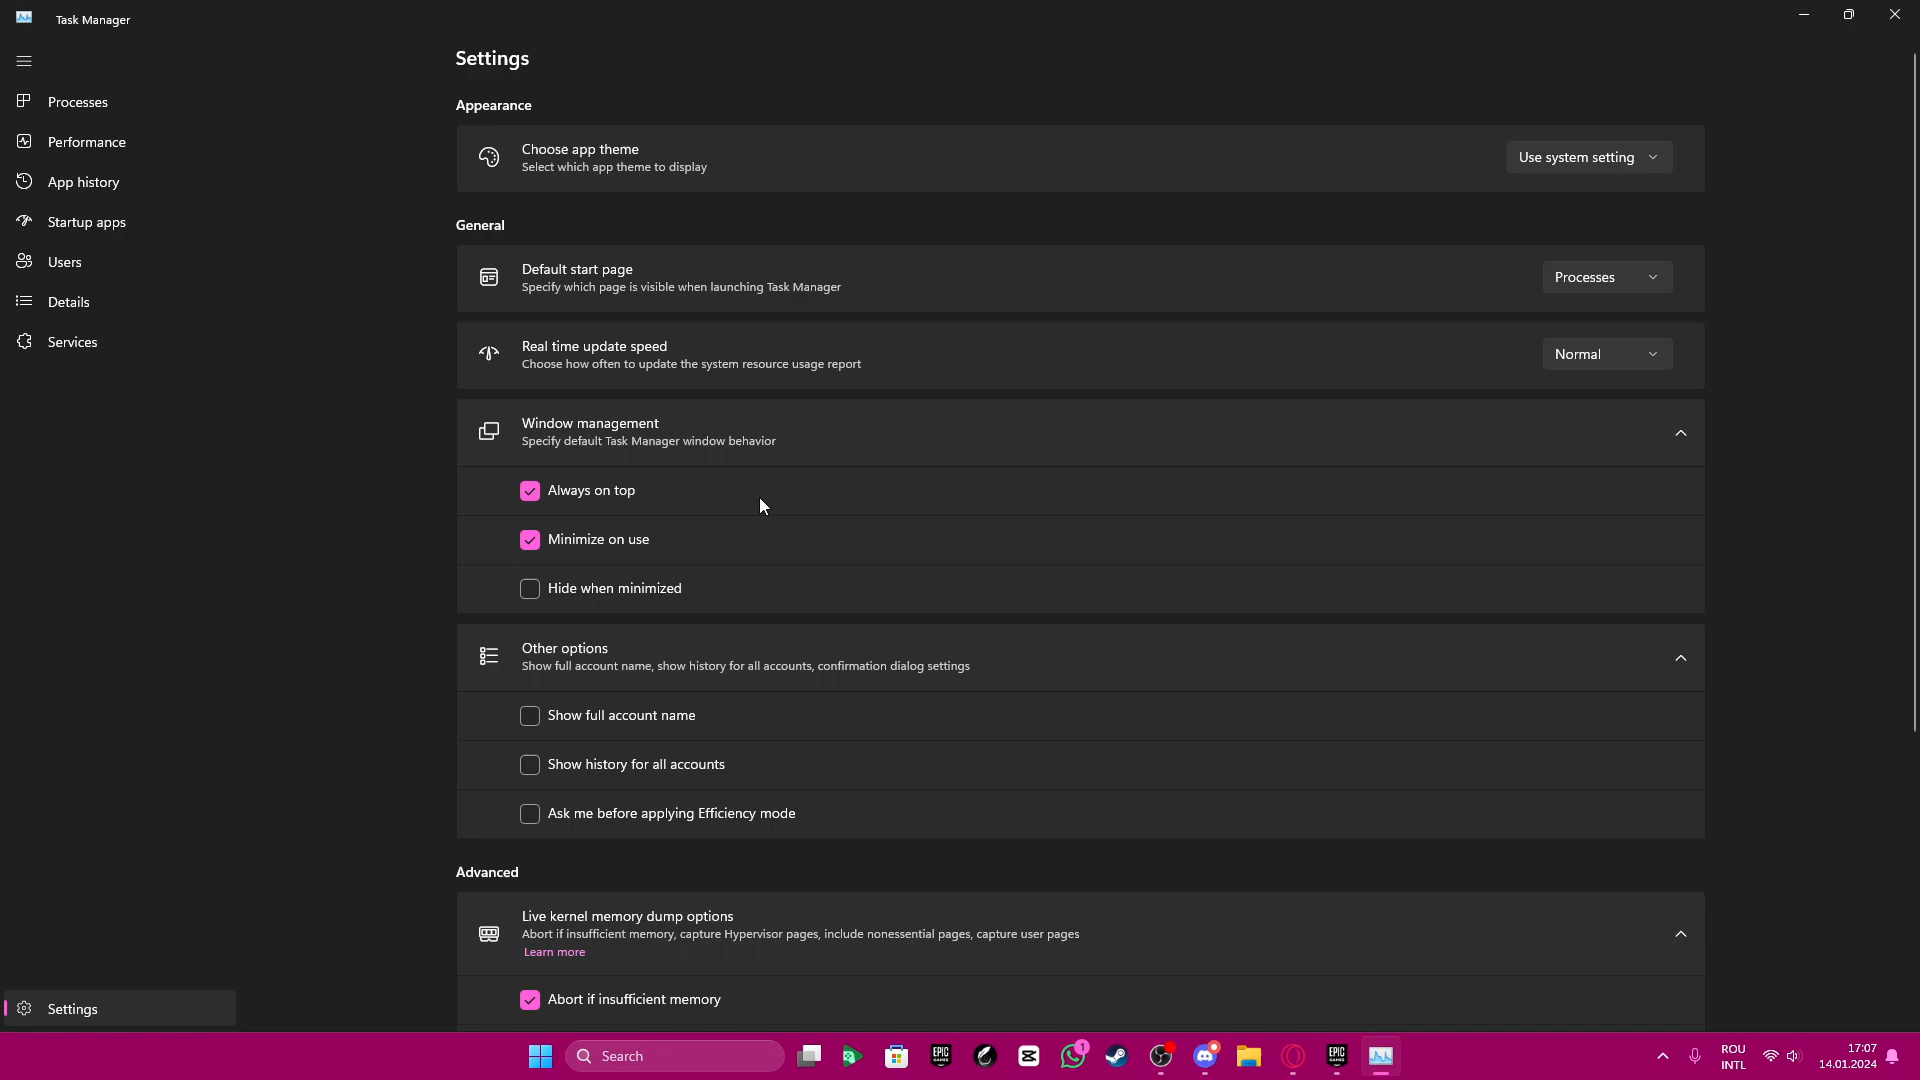 Task Manager
Settings
Processes
Performance
App history
Startup apps
Users
Details
Services
Settings
Appearance
Choose app theme
Select which app theme to display
Use system setting
General
Default start page
Specify which page is visible when launching Task Manager
Processes
Real time update speed
Choose how often to update the system resource usage report
Normal
Window management
Specify default Task Manager window behavior
Always on top
Minimize on use
Hide when minimized
Other options
Show full account name, show history for all accounts, confirmation dialog settings
Show full account name
Show history for all accounts
Ask me before applying Efficiency mode
Advanced
Live kernel memory dump options
Abort if insufficient memory, capture Hypervisor pages, include nonessential pages, capture user pages
Learn more
Abort if insufficient memory
Search
EPIC GAMES
1
EPIC GAMES
ROU
INTL
17:07
14.01.2024